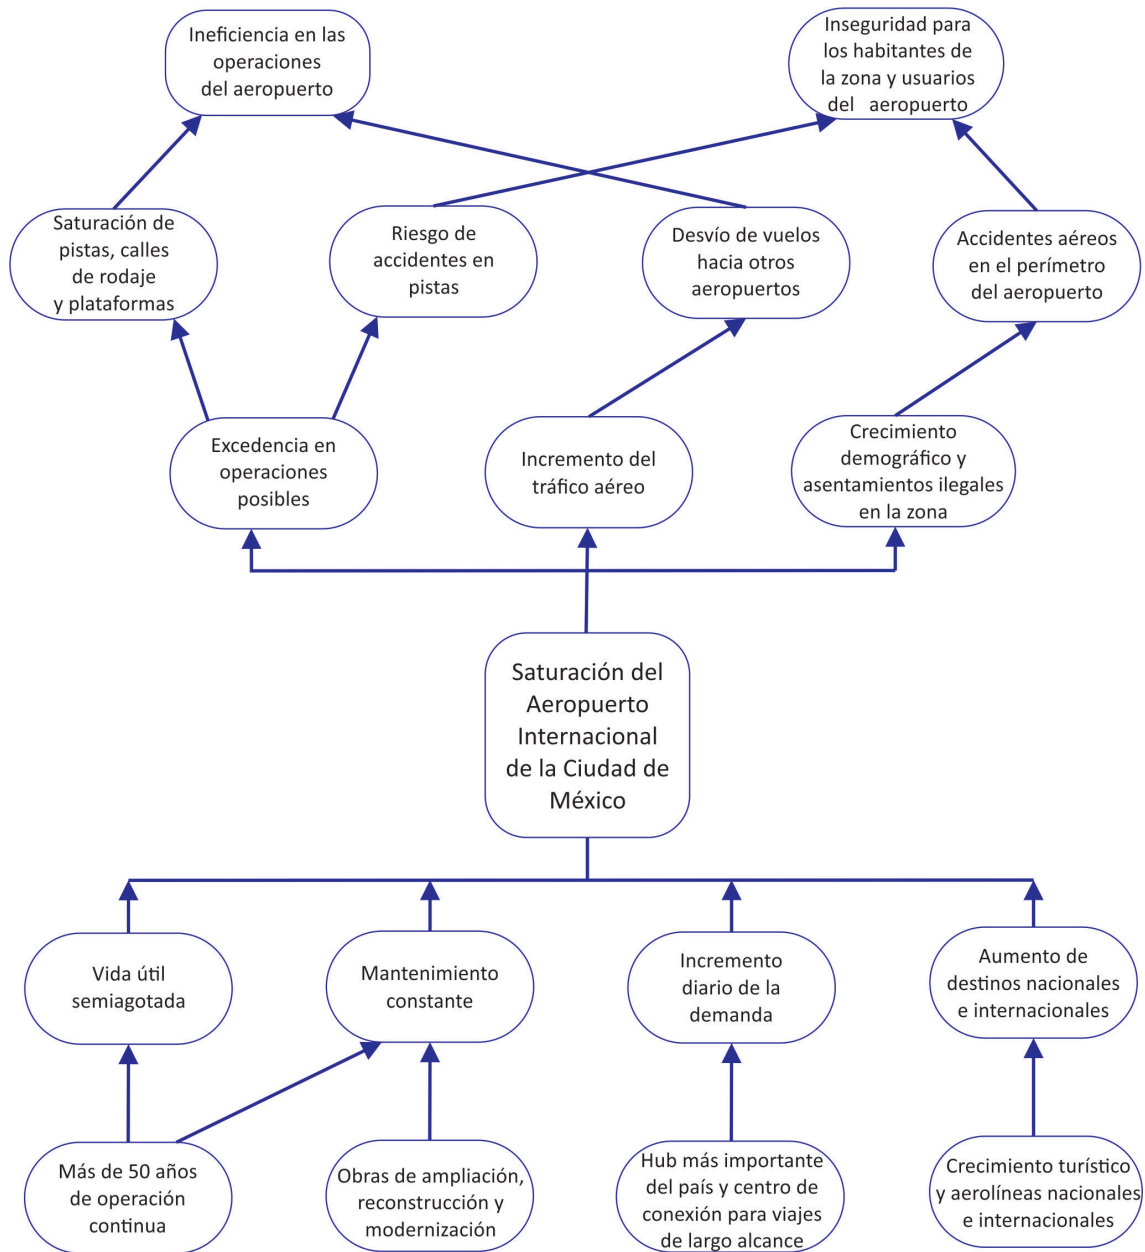 Ineficiencia en las
operaciones
del aeropuerto
Inseguridad para
los habitantes de
la zona y usuarios
del aeropuerto
Saturación de
pistas, calles
de rodaje
y plataformas
Riesgo de
accidentes en
pistas
Desvío de vuelos
hacia otros
aeropuertos
Accidentes aéreos
en el perímetro
del aeropuerto
Excedencia en
operaciones
posibles
Incremento del
tráfico aéreo
Crecimiento
demográfico y
asentamientos ilegales
en la zona
Saturación del
Aeropuerto
Internacional
de la Ciudad de
México
Vida útil
semiagotada
Mantenimiento
constante
Incremento
diario de la
demanda
Aumento de
destinos nacionales
e internacionales
Más de 50 años
de operación
continua
Obras de ampliación,
reconstrucción y
modernización
Hub más importante
del país y centro de
conexión para viajes
de largo alcance
Crecimiento turístico
y aerolíneas nacionales
e internacionales